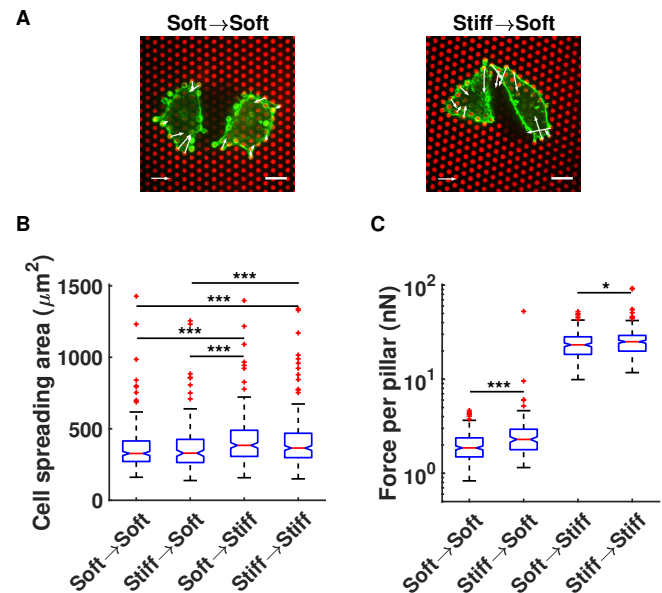 A
Soft→Soft
Stiff→Soft
B
Cell spreading area (μm²)
1500
1000
500
0
***
***
***
***
Soft→Soft
Stiff→Soft
Soft→Stiff
Stiff→Stiff
C
Force per pillar (nN)
10²
10¹
10⁰
***
*
Soft→Soft
Stiff→Soft
Soft→Stiff
Stiff→Stiff